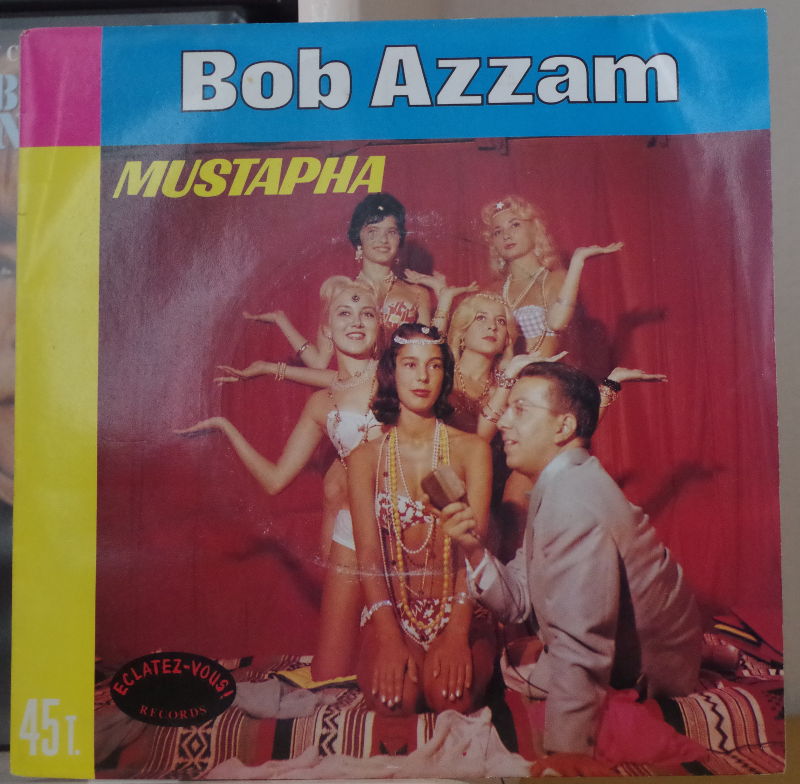 Bob Azzam
MUSTAPHA
ECLATEZ-VOUS!
RECORDS
45 T.